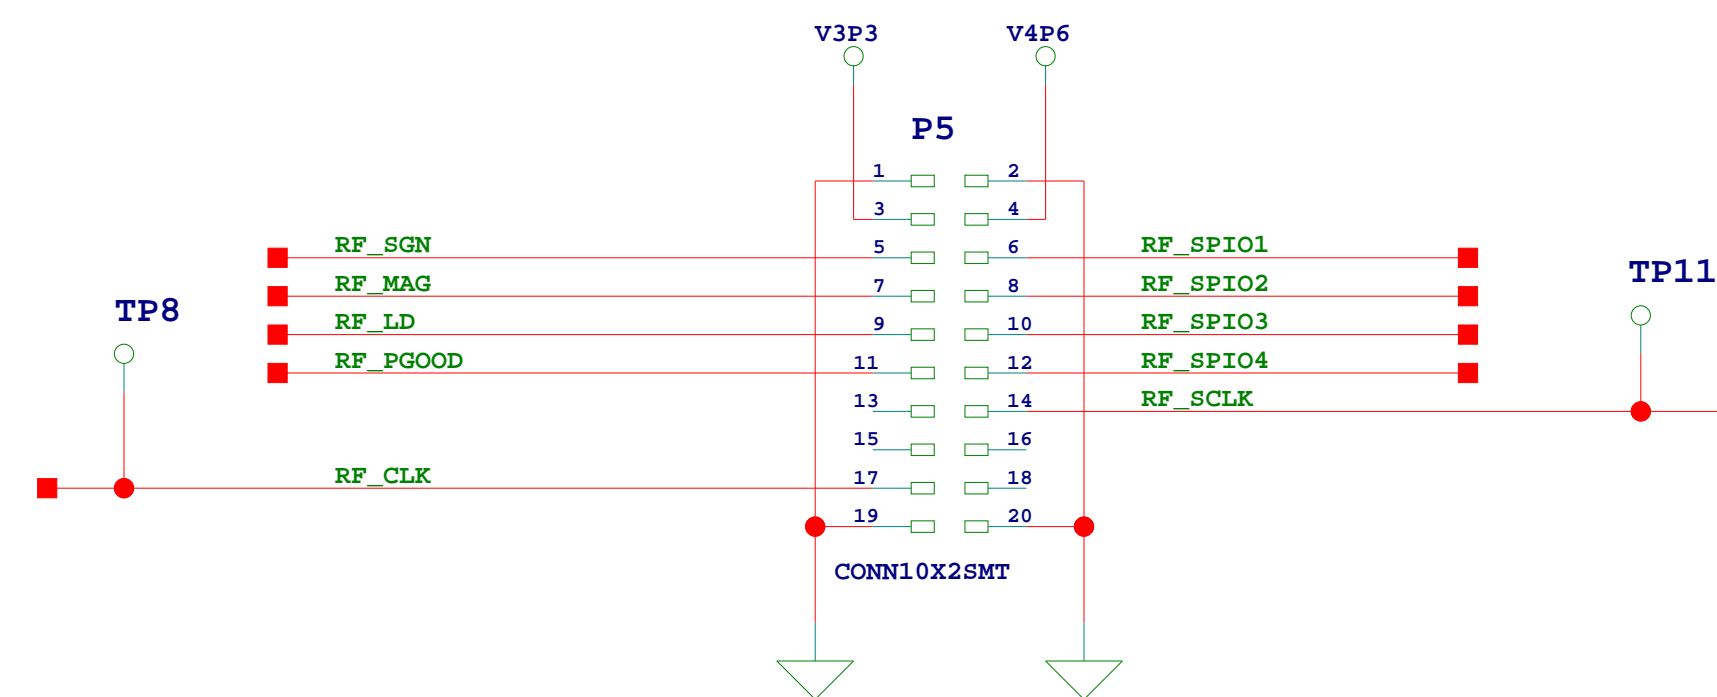 V3P3 V4P6
P5
1 2
3 4
RF_SGN 5 6 RF_SPIO1
RF_MAG 7 8 RF_SPIO2
TP8 TP11
RF_LD 9 10 RF_SPIO3
RF_PGOOD 11 12 RF_SPIO4
13 14 RF_SCLK
15 16
RF_CLK 17 18
19 20
CONN10X2SMT